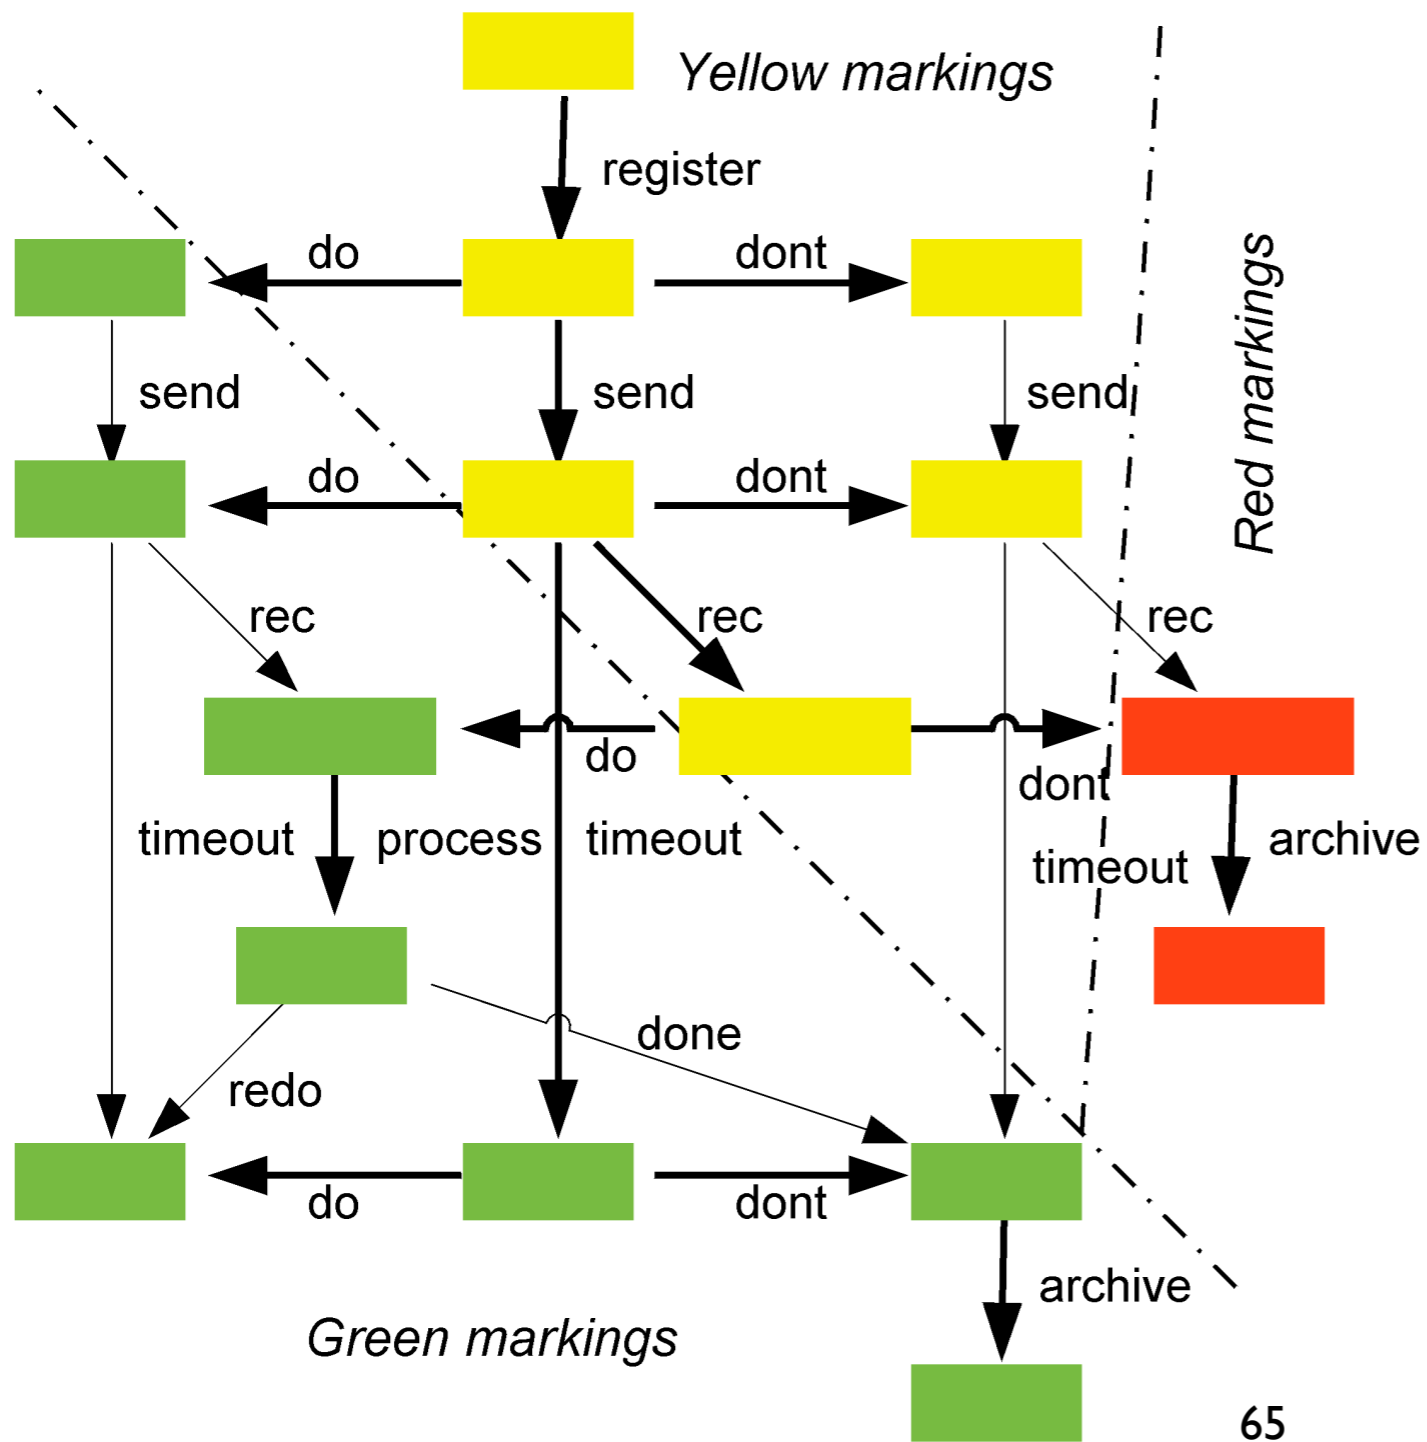 Yellow markings
register
do
dont
Red markings
send
send
send
do
dont
rec
rec
rec
do
dont
timeout
process
timeout
timeout
archive
done
redo
do
dont
archive
Green markings
65